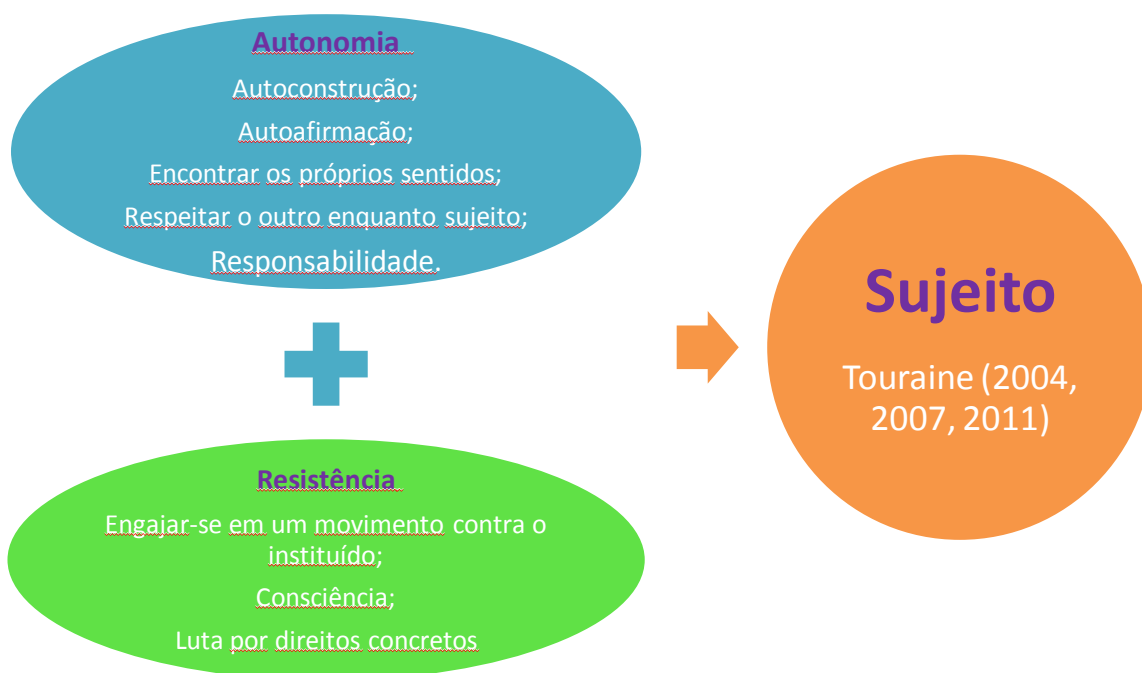 Autonomia
Autoconstrução;
Autoafirmação;
Encontrar os próprios sentidos;
Respeitar o outro enquanto sujeito;
Responsabilidade.
Resistência
Engajar-se em um movimento contra o
instituído;
Consciência;
Luta por direitos concretos
Sujeito
Touraine (2004,
2007, 2011)